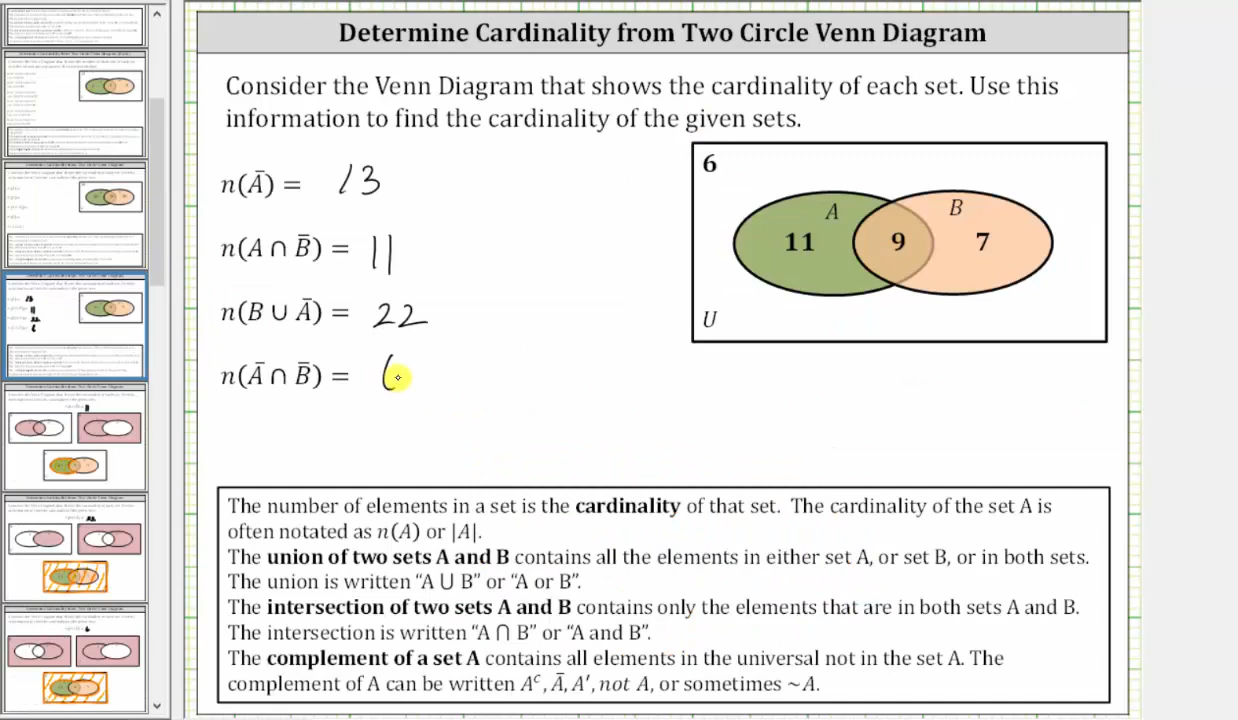 Determine Cardinality from Two Circle Venn Diagram
Consider the Venn Diagram that shows the cardinality of each set. Use this
information to find the cardinality of the given sets.
n(Ā) = 13
n(A ∩ B̄) = 11
n(B ∪ Ā) = 22
n(Ā ∩ B̄) = 6
6
A
B
11
9
7
U
The number of elements in a set is the cardinality of that set. The cardinality of the set A is
often notated as n(A) or |A|.
The union of two sets A and B contains all the elements in either set A, or set B, or in both sets.
The union is written “A ∪ B” or “A or B”.
The intersection of two sets A and B contains only the elements that are in both sets A and B.
The intersection is written “A ∩ B” or “A and B”.
The complement of a set A contains all elements in the universal not in the set A. The
complement of A can be written Aᶜ, Ā, A′, not A, or sometimes ~A.